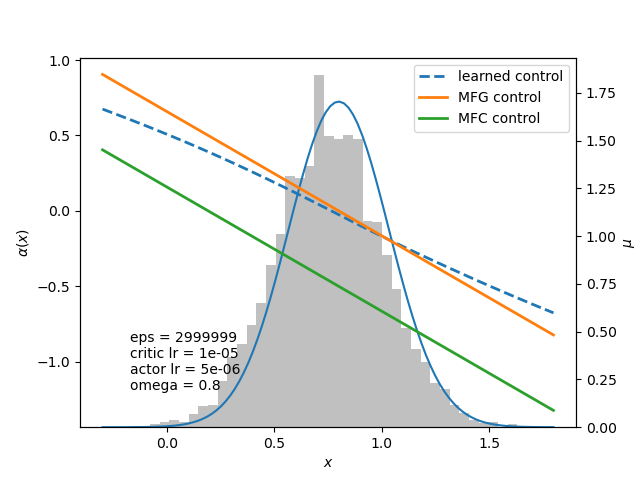 learned control
MFG control
MFC control
1.0
0.5
0.0
−0.5
−1.0
α(x)
1.75
1.50
1.25
1.00
0.75
0.50
0.25
0.00
μ
eps = 2999999
critic lr = 1e-05
actor lr = 5e-06
omega = 0.8
0.0 0.5 1.0 1.5
x